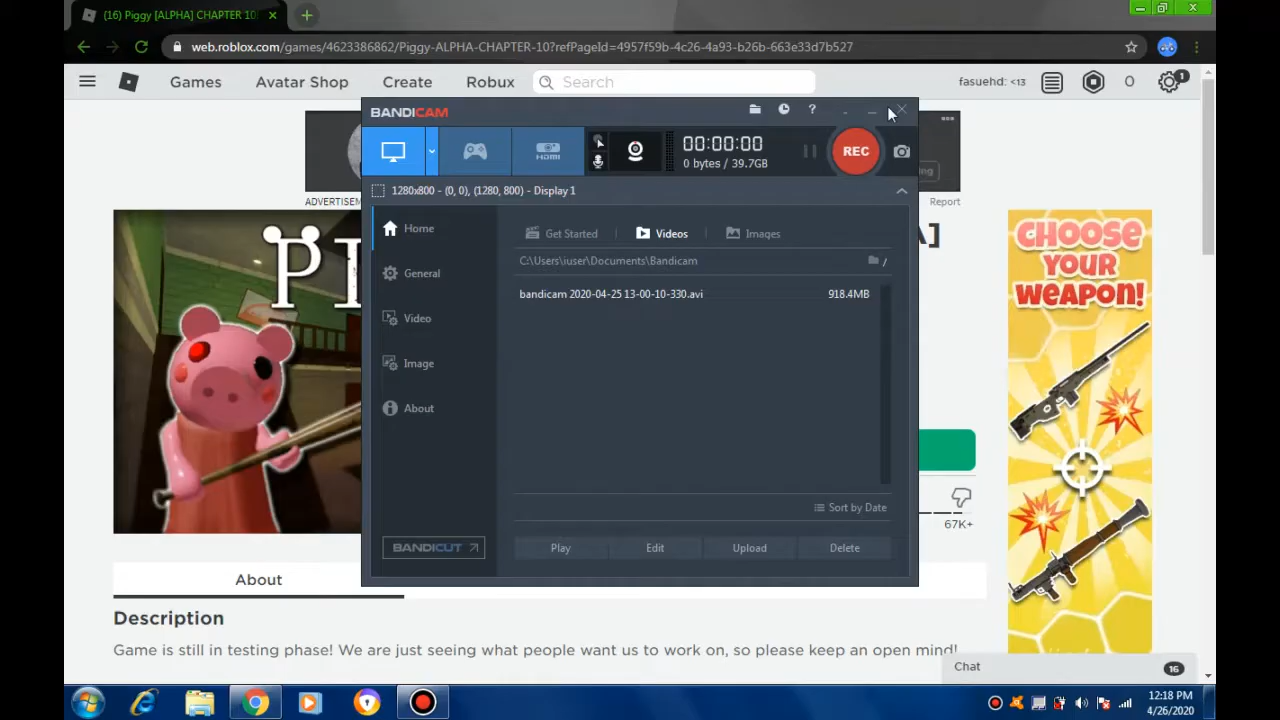 (16) Piggy [ALPHA] CHAPTER 10
web.roblox.com/games/4623386862/Piggy-ALPHA-CHAPTER-10?refPageId=4957f59b-4c26-4a93-b26b-663e33d7b527
Games Avatar Shop Create Robux Search fasuehd: <13 0 1
BANDICAM ?
HDMI 00:00:00 REC
0 bytes / 39.7GB
1280x800 - (0, 0), (1280, 800) - Display 1
ADVERTISEM Report
Home
General
Video
Image
About
BANDICUT
Get Started Videos Images
C:\Users\iuser\Documents\Bandicam /
bandicam 2020-04-25 13-00-10-330.avi 918.4MB
Sort by Date
Play Edit Upload Delete
PI
A]
67K+
CHOOSE
YOUR
WEAPON!
About
Description
Game is still in testing phase! We are just seeing what people want us to work on, so please keep an open mind!
Chat 16
12:18 PM
4/26/2020